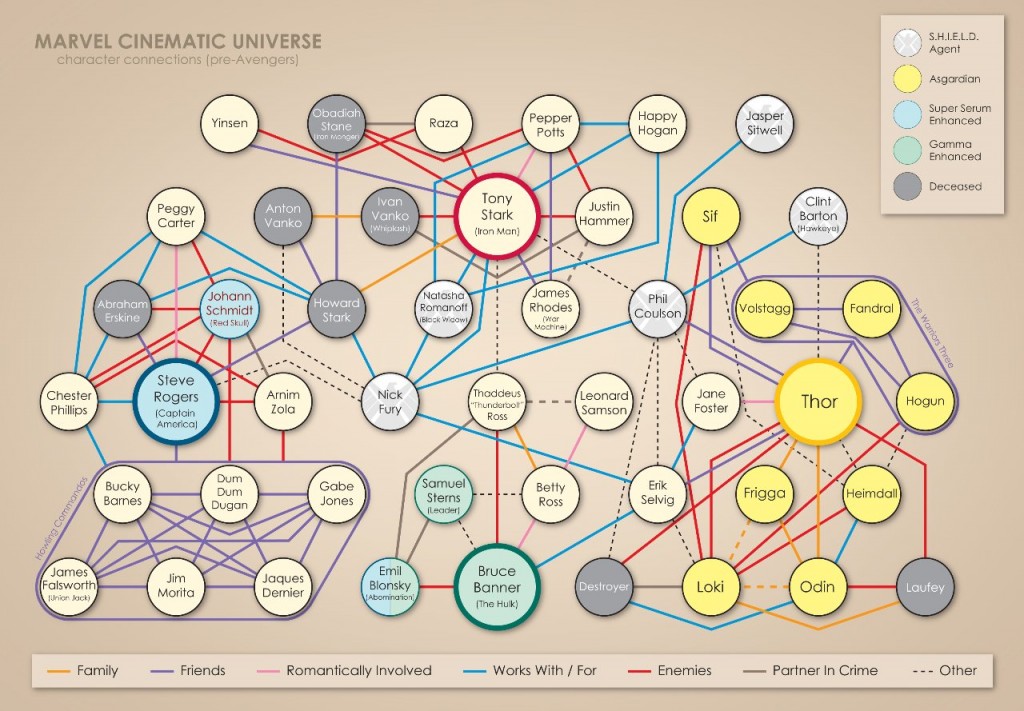 MARVEL CINEMATIC UNIVERSE
character connections (pre-Avengers)
S.H.I.E.L.D.
Agent
Asgardian
Super Serum
Enhanced
Gamma
Enhanced
Deceased
Yinsen
Obadiah
Stane
(Iron Monger)
Raza
Pepper
Potts
Happy
Hogan
Jasper
Sitwell
Peggy
Carter
Anton
Vanko
Ivan
Vanko
(Whiplash)
Tony
Stark
(Iron Man)
Justin
Hammer
Sif
Clint
Barton
(Hawkeye)
Abraham
Erskine
Johann
Schmidt
(Red Skull)
Howard
Stark
Natasha
Romanoff
(Black Widow)
James
Rhodes
(War
Machine)
Phil
Coulson
Volstagg
Fandral
The Warriors Three
Chester
Phillips
Steve
Rogers
(Captain
America)
Arnim
Zola
Nick
Fury
Thaddeus
"Thunderbolt"
Ross
Leonard
Samson
Jane
Foster
Thor
Hogun
Howling Commandos
Bucky
Barnes
Dum
Dum
Dugan
Gabe
Jones
Samuel
Sterns
(Leader)
Betty
Ross
Erik
Selvig
Frigga
Heimdall
James
Falsworth
(Union Jack)
Jim
Morita
Jaques
Dernier
Emil
Blonsky
(Abomination)
Bruce
Banner
(The Hulk)
Destroyer
Loki
Odin
Laufey
Family
Friends
Romantically Involved
Works With / For
Enemies
Partner In Crime
Other